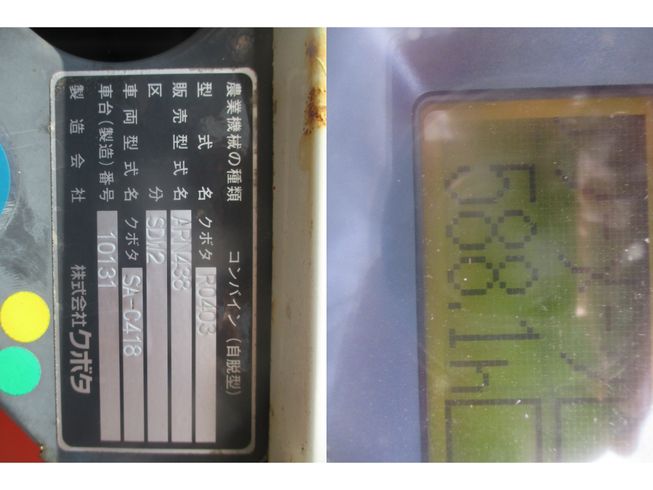 農業機械の種類 コンバイン(自脱型)
型式名 クボタ RO403
販売型式名 ARN438
区分 SDW2
車両型式名 クボタ SA-C418
車台(製造)番号 10131
製造会社 株式会社クボタ
588.1h